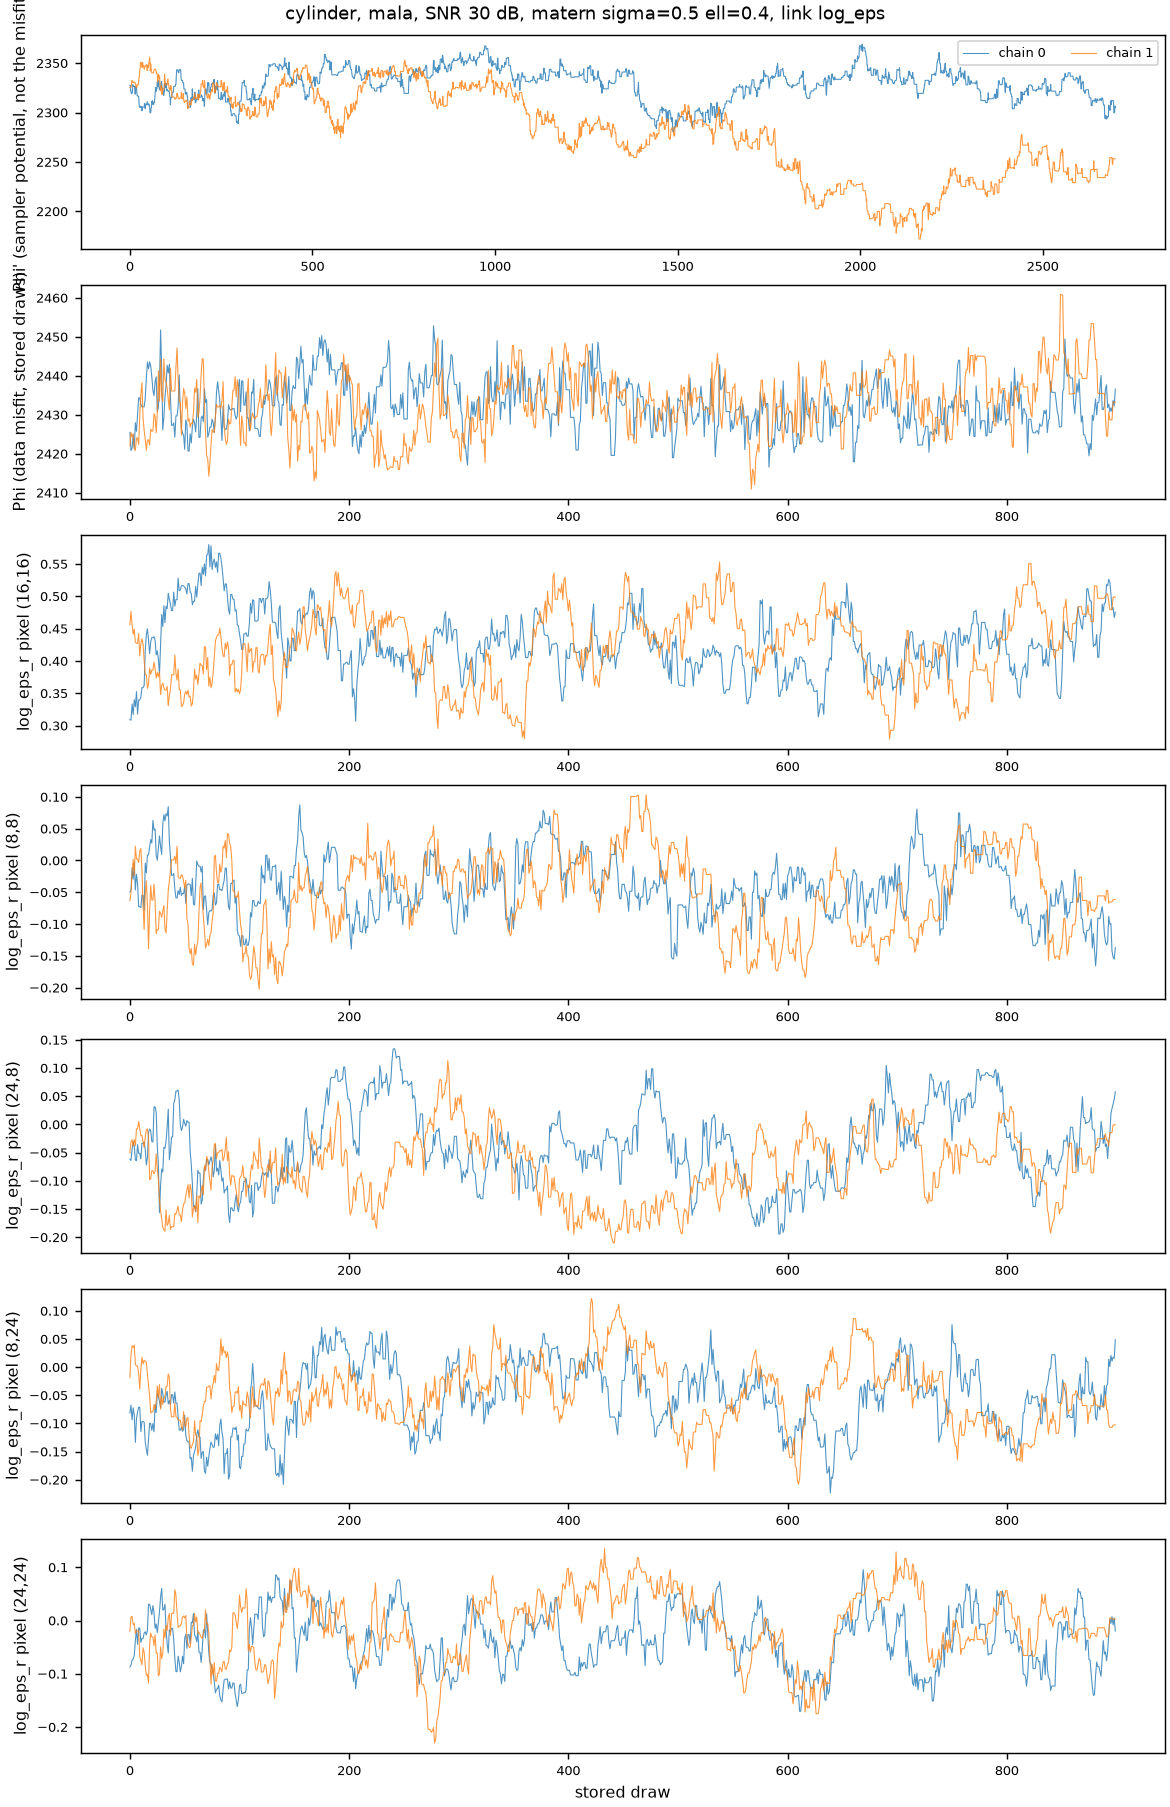 cylinder, mala, SNR 30 dB, matern sigma=0.5 ell=0.4, link log_eps
Phi' (sampler potential, not the misfit
2350
2300
2250
2200
chain 0
chain 1
0 500 1000 1500 2000 2500
Phi (data misfit, stored draws)
2460
2450
2440
2430
2420
2410
0 200 400 600 800
log_eps_r pixel (16,16)
0.55
0.50
0.45
0.40
0.35
0.30
0 200 400 600 800
log_eps_r pixel (8,8)
0.10
0.05
0.00
−0.05
−0.10
−0.15
−0.20
0 200 400 600 800
log_eps_r pixel (24,8)
0.15
0.10
0.05
0.00
−0.05
−0.10
−0.15
−0.20
0 200 400 600 800
log_eps_r pixel (8,24)
0.10
0.05
0.00
−0.05
−0.10
−0.15
−0.20
0 200 400 600 800
log_eps_r pixel (24,24)
0.1
0.0
−0.1
−0.2
0 200 400 600 800
stored draw